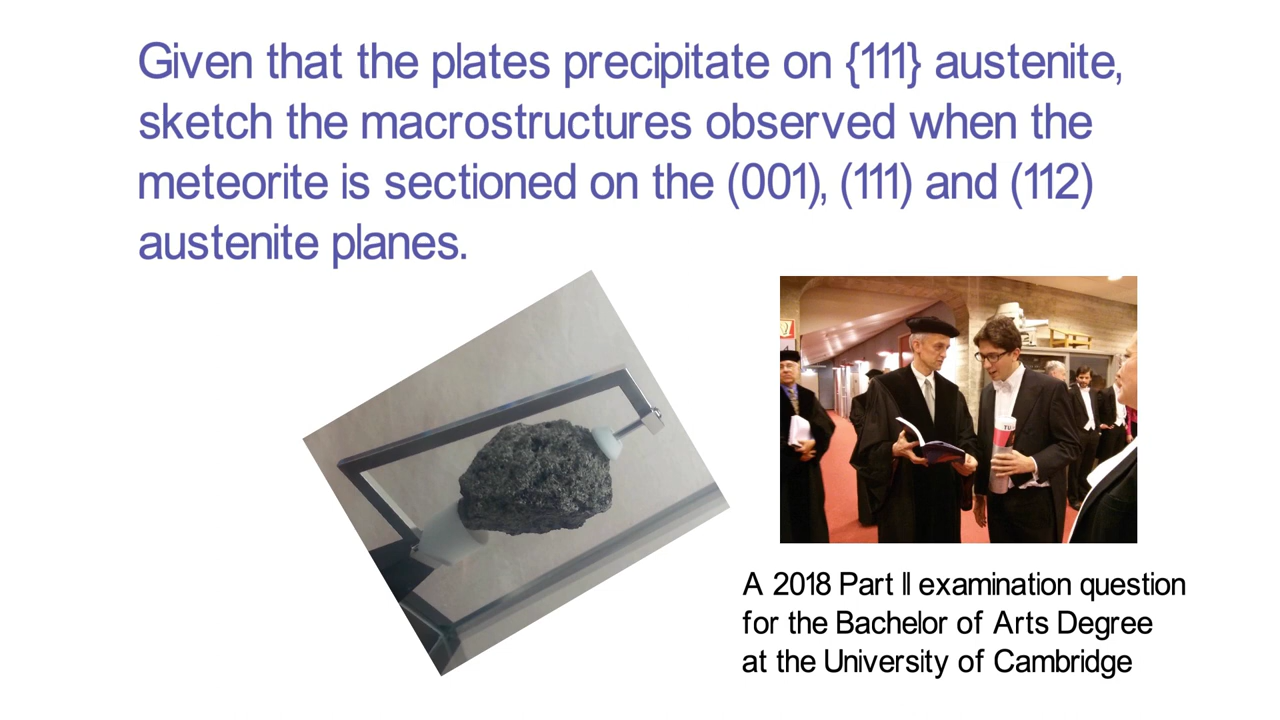 Given that the plates precipitate on {111} austenite,
sketch the macrostructures observed when the
meteorite is sectioned on the (001), (111) and (112)
austenite planes.
TU
A 2018 Part II examination question
for the Bachelor of Arts Degree
at the University of Cambridge